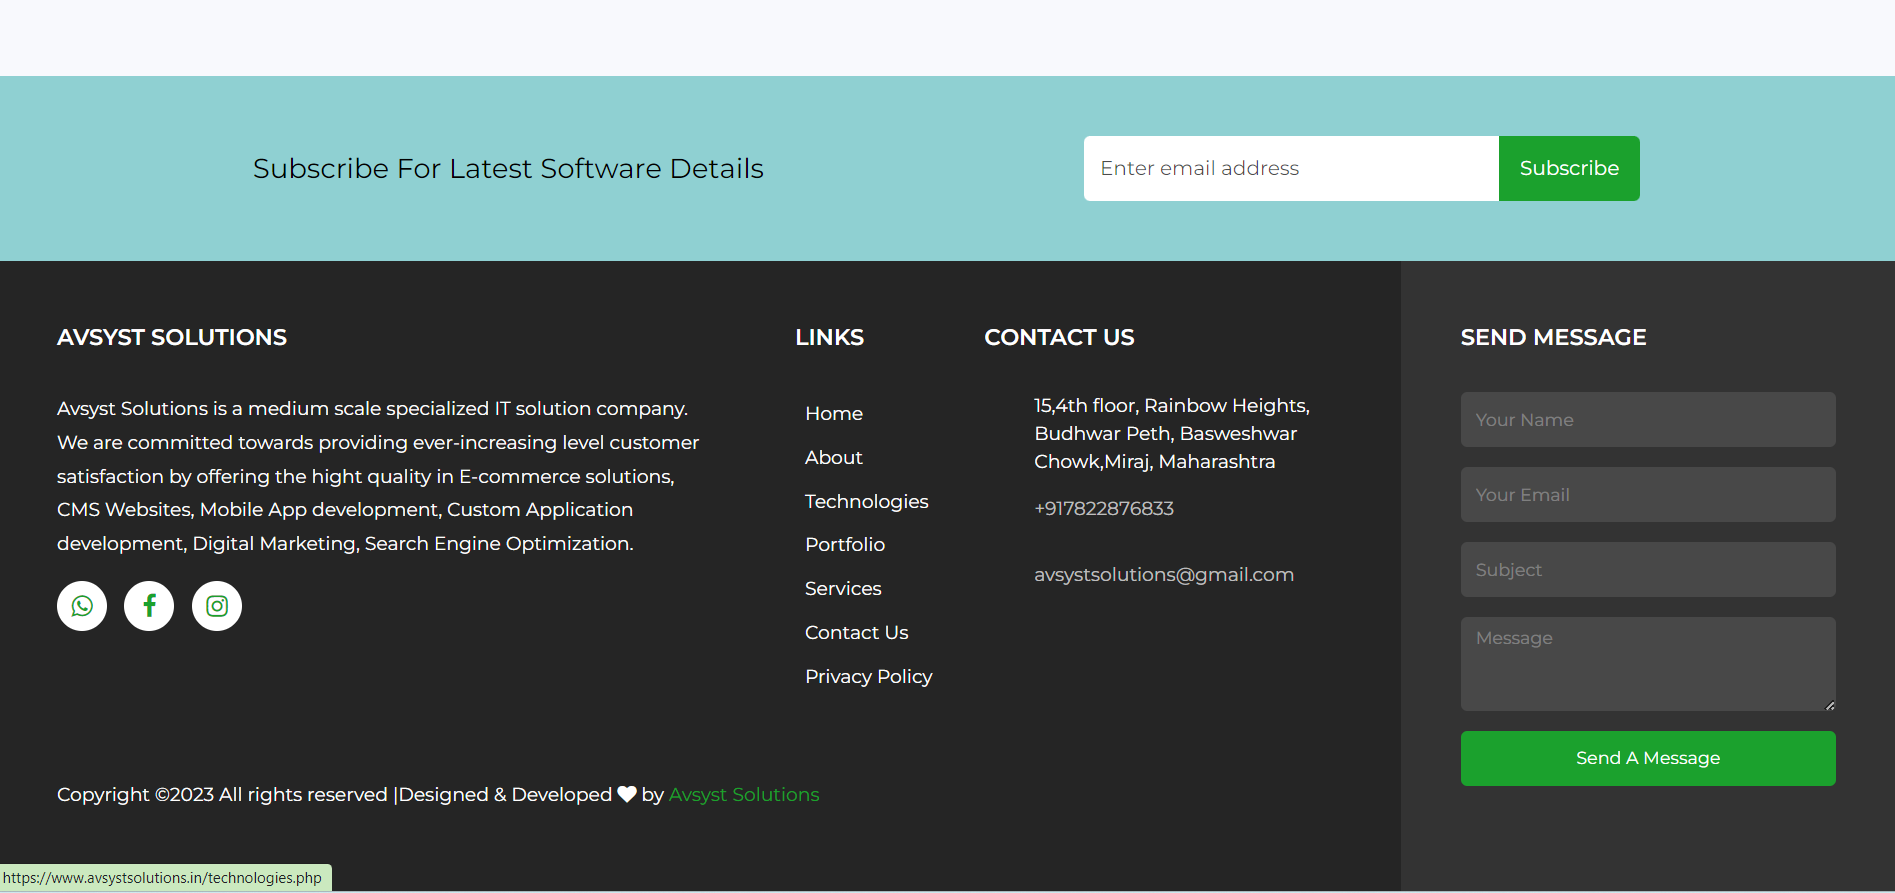 Subscribe For Latest Software Details
Enter email address
Subscribe
AVSYST SOLUTIONS
Avsyst Solutions is a medium scale specialized IT solution company.
We are committed towards providing ever-increasing level customer
satisfaction by offering the hight quality in E-commerce solutions,
CMS Websites, Mobile App development, Custom Application
development, Digital Marketing, Search Engine Optimization.
LINKS
Home
About
Technologies
Portfolio
Services
Contact Us
Privacy Policy
CONTACT US
15,4th floor, Rainbow Heights,
Budhwar Peth, Basweshwar
Chowk,Miraj, Maharashtra
+917822876833
avsystsolutions@gmail.com
SEND MESSAGE
Your Name
Your Email
Subject
Message
Send A Message
Copyright ©2023 All rights reserved |Designed & Developed ♥ by Avsyst Solutions
https://www.avsystsolutions.in/technologies.php